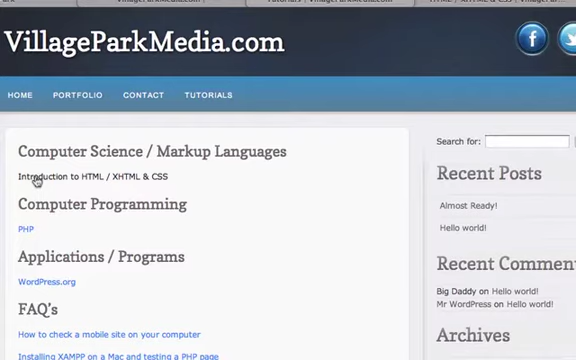 VillageParkMedia.com
HOME PORTFOLIO CONTACT TUTORIALS
Computer Science / Markup Languages
Introduction to HTML / XHTML & CSS
Computer Programming
PHP
Applications / Programs
WordPress.org
FAQ's
How to check a mobile site on your computer
Installing XAMPP on a Mac and testing a PHP page
Search for:
Recent Posts
Almost Ready!
Hello world!
Recent Commen
Big Daddy on Hello world!
Mr WordPress on Hello world!
Archives